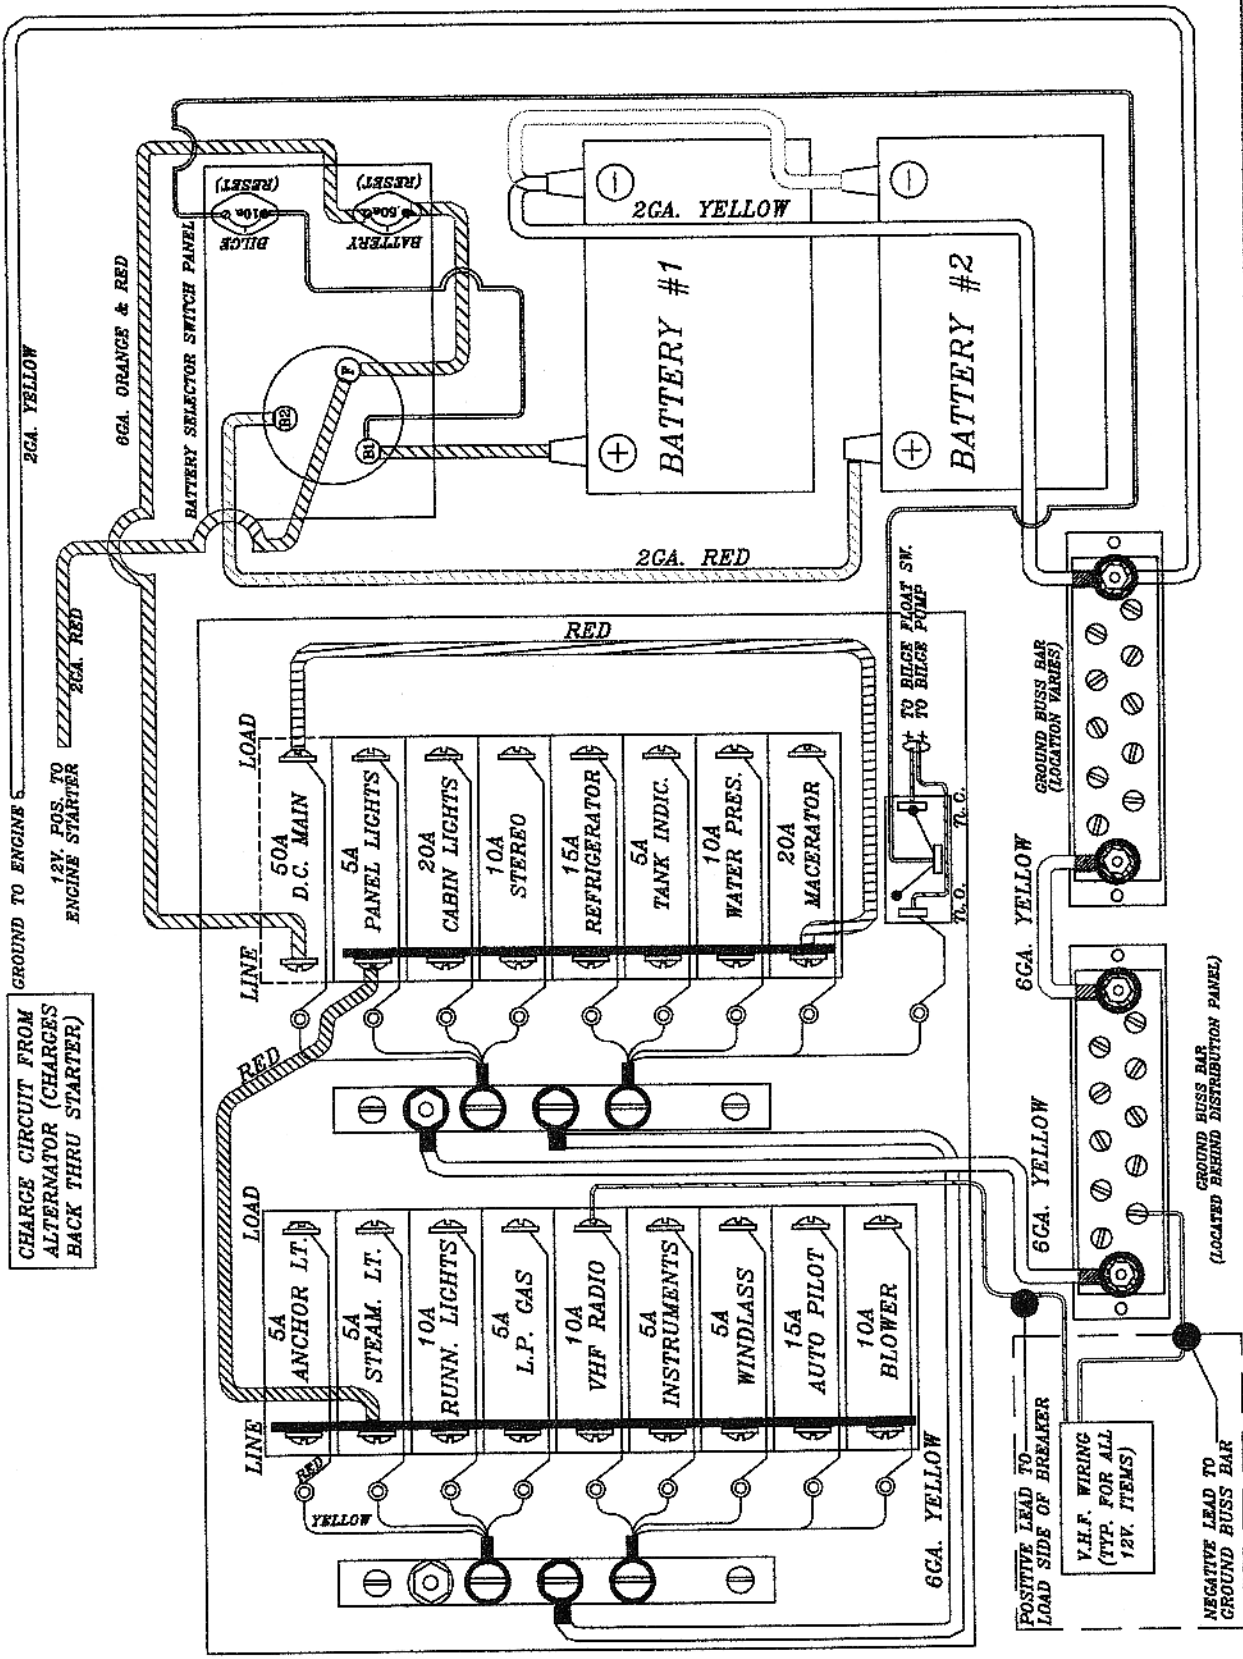 CHARGE CIRCUIT FROM
ALTERNATOR (CHARGES
BACK THRU STARTER)
GROUND TO ENGINE
2GA. YELLOW
12V. POS. TO
ENGINE STARTER
2GA. RED
6GA. ORANGE & RED
BATTERY SELECTOR SWITCH PANEL
(RESET)
10A
BILGE
(RESET)
50A
BATTERY
B2
F
B1
2GA. RED
2GA. YELLOW
BATTERY #1
+
−
BATTERY #2
+
−
LINE
LOAD
RED
RED
50A
D.C. MAIN
5A
PANEL LIGHTS
20A
CABIN LIGHTS
10A
STEREO
15A
REFRIGERATOR
5A
TANK INDIC.
10A
WATER PRES.
20A
MACERATOR
TO BILGE FLOAT SW.
TO BILGE PUMP
n.o.
n.c.
LINE
LOAD
5A
ANCHOR LT.
5A
STEAM. LT.
10A
RUNN. LIGHTS
5A
L.P. GAS
10A
VHF RADIO
5A
INSTRUMENTS
5A
WINDLASS
15A
AUTO PILOT
10A
BLOWER
RED
YELLOW
6GA. YELLOW
6GA. YELLOW
6GA. YELLOW
GROUND BUSS BAR
(LOCATION VARIES)
GROUND BUSS BAR
(LOCATED BEHIND DISTRIBUTION PANEL)
POSITIVE LEAD TO
LOAD SIDE OF BREAKER
V.H.F. WIRING
(TYP. FOR ALL
12V. ITEMS)
NEGATIVE LEAD TO
GROUND BUSS BAR